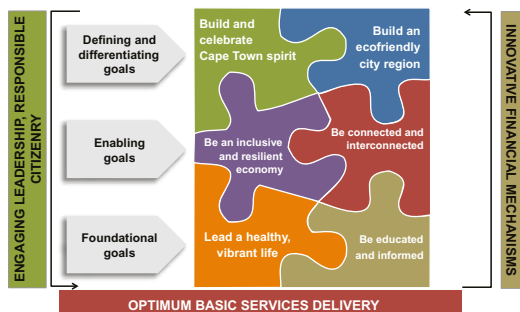 ENGAGING LEADERSHIP, RESPONSIBLE
CITIZENRY
Defining and
differentiating
goals
Enabling
goals
Foundational
goals
Build and
celebrate
Cape Town spirit
Build an
ecofriendly
city region
Be an inclusive
and resilient
economy
Be connected and
interconnected
Lead a healthy,
vibrant life
Be educated
and informed
INNOVATIVE FINANCIAL MECHANISMS
OPTIMUM BASIC SERVICES DELIVERY